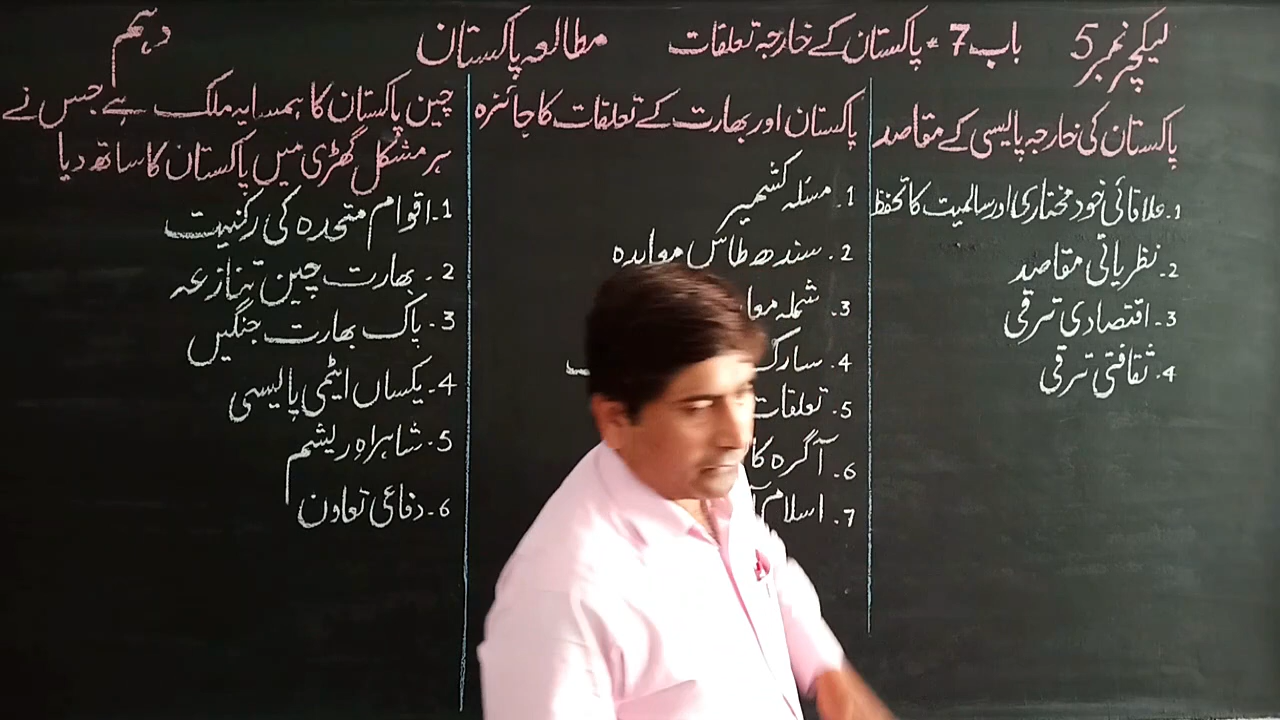 لیکچر نمبر 5 باب 7 - پاکستان کے خارجہ تعلقات مطالعہ پاکستان دہم
پاکستان کی خارجہ پالیسی کے مقاصد
1. علاقائی خود مختاری اور سالمیت کا تحفظ
2. نظریاتی مقاصد
3. اقتصادی ترقی
4. ثقافتی ترقی
پاکستان اور بھارت کے تعلقات کا جائزہ
1. مسئلہ کشمیر
2. سندھ طاس معاہدہ
3. شملہ
4. سارک
5. تعلقات
6. آگرہ
7.
چین پاکستان کا ہمسایہ ملک ہے جس نے
ہر مشکل گھڑی میں پاکستان کا ساتھ دیا
1. اقوام متحدہ کی رکنیت
2. بھارت چین تنازعہ
3. پاک بھارت جنگیں
4. یکساں ایٹمی پالیسی
5. شاہراہِ ریشم
6. دفاعی تعاون